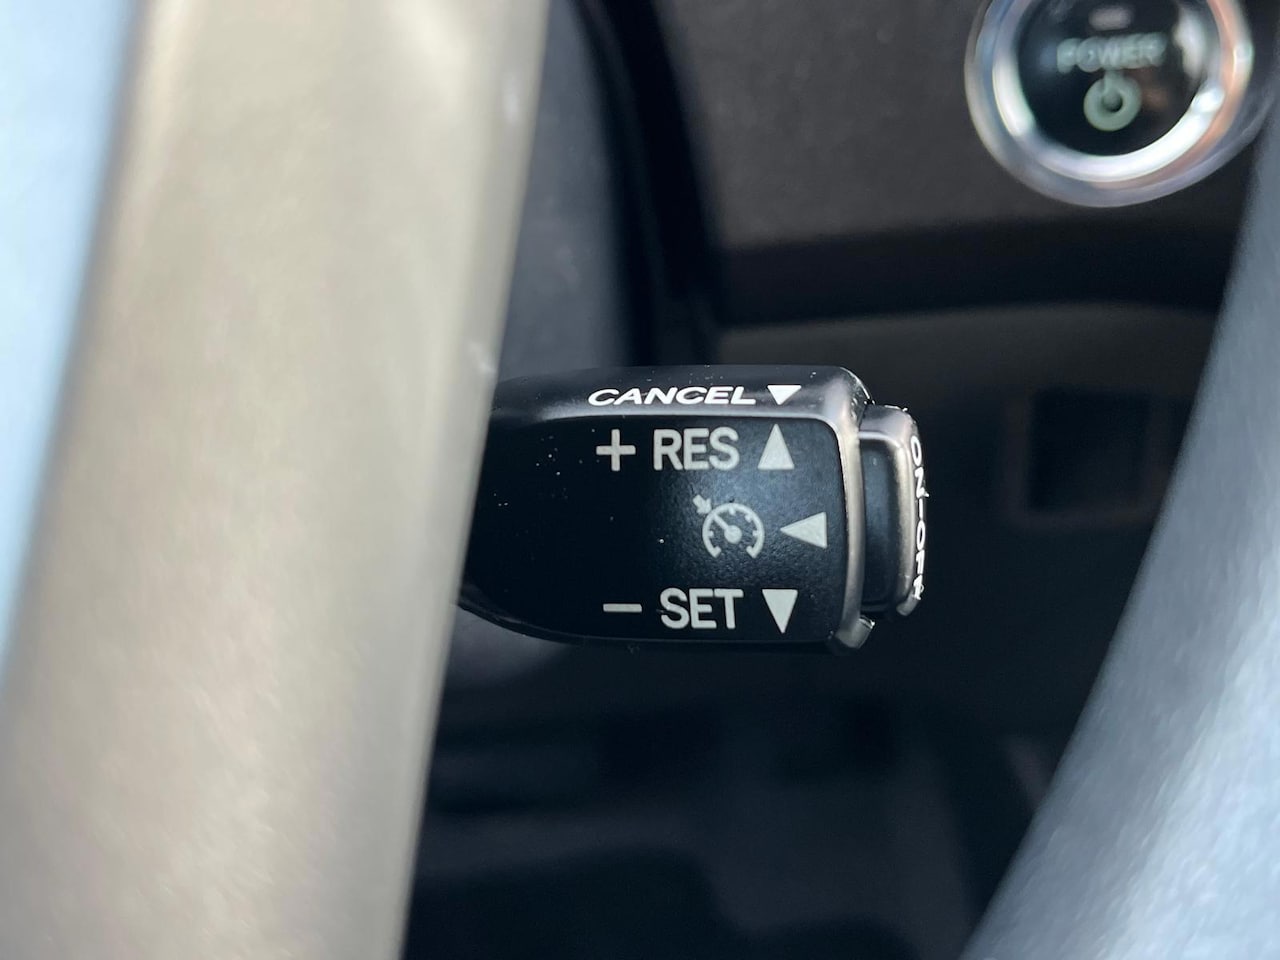 POWER
CANCEL ▼
+ RES ▲
◀
− SET ▼
ON-OFF